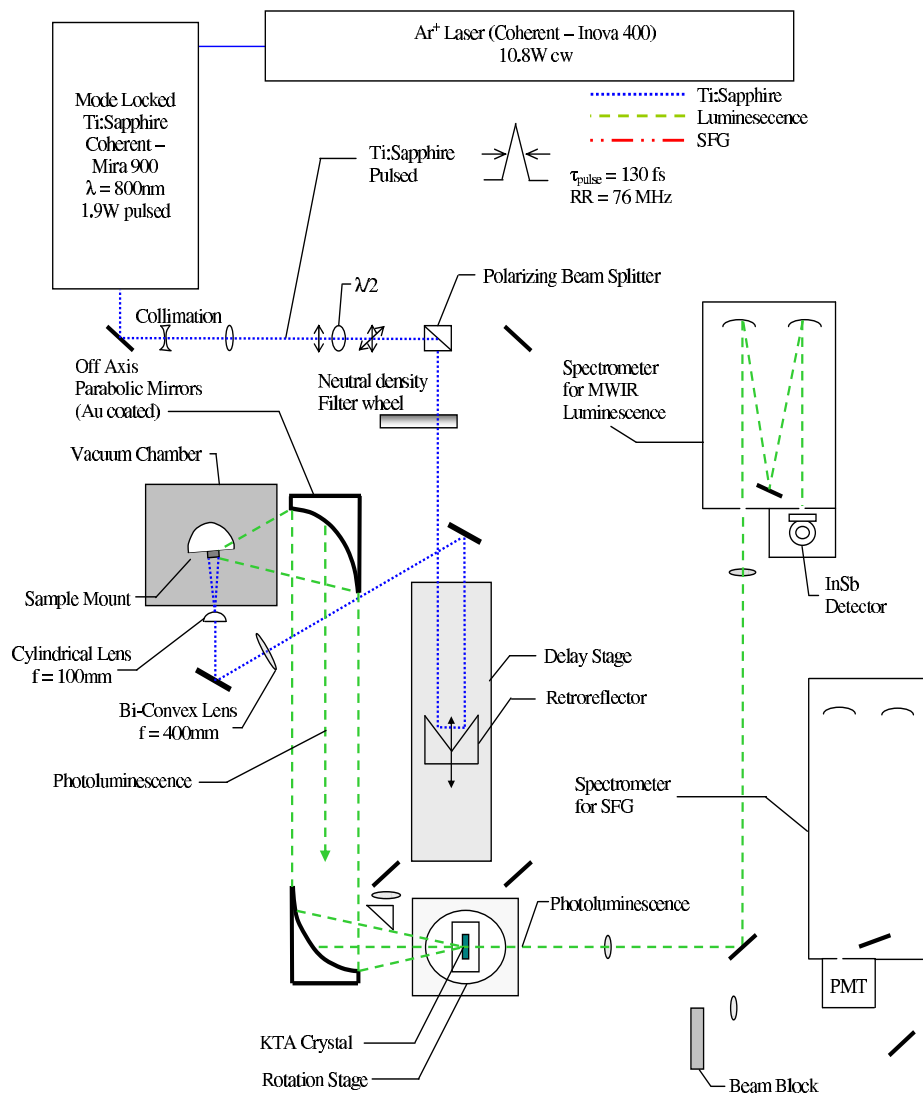 Ar⁺ Laser (Coherent – Inova 400)
10.8W cw
Mode Locked
Ti:Sapphire
Coherent –
Mira 900
λ = 800nm
1.9W pulsed
Ti:Sapphire
Luminesecence
SFG
Ti:Sapphire
Pulsed
τpulse = 130 fs
RR = 76 MHz
Polarizing Beam Splitter
λ/2
Collimation
Off Axis
Parabolic Mirrors
(Au coated)
Neutral density
Filter wheel
Spectrometer
for MWIR
Luminescence
Vacuum Chamber
Sample Mount
InSb
Detector
Cylindrical Lens
f = 100mm
Delay Stage
Bi-Convex Lens
f = 400mm
Retroreflector
Photoluminescence
Spectrometer
for SFG
Photoluminescence
PMT
KTA Crystal
Rotation Stage
Beam Block